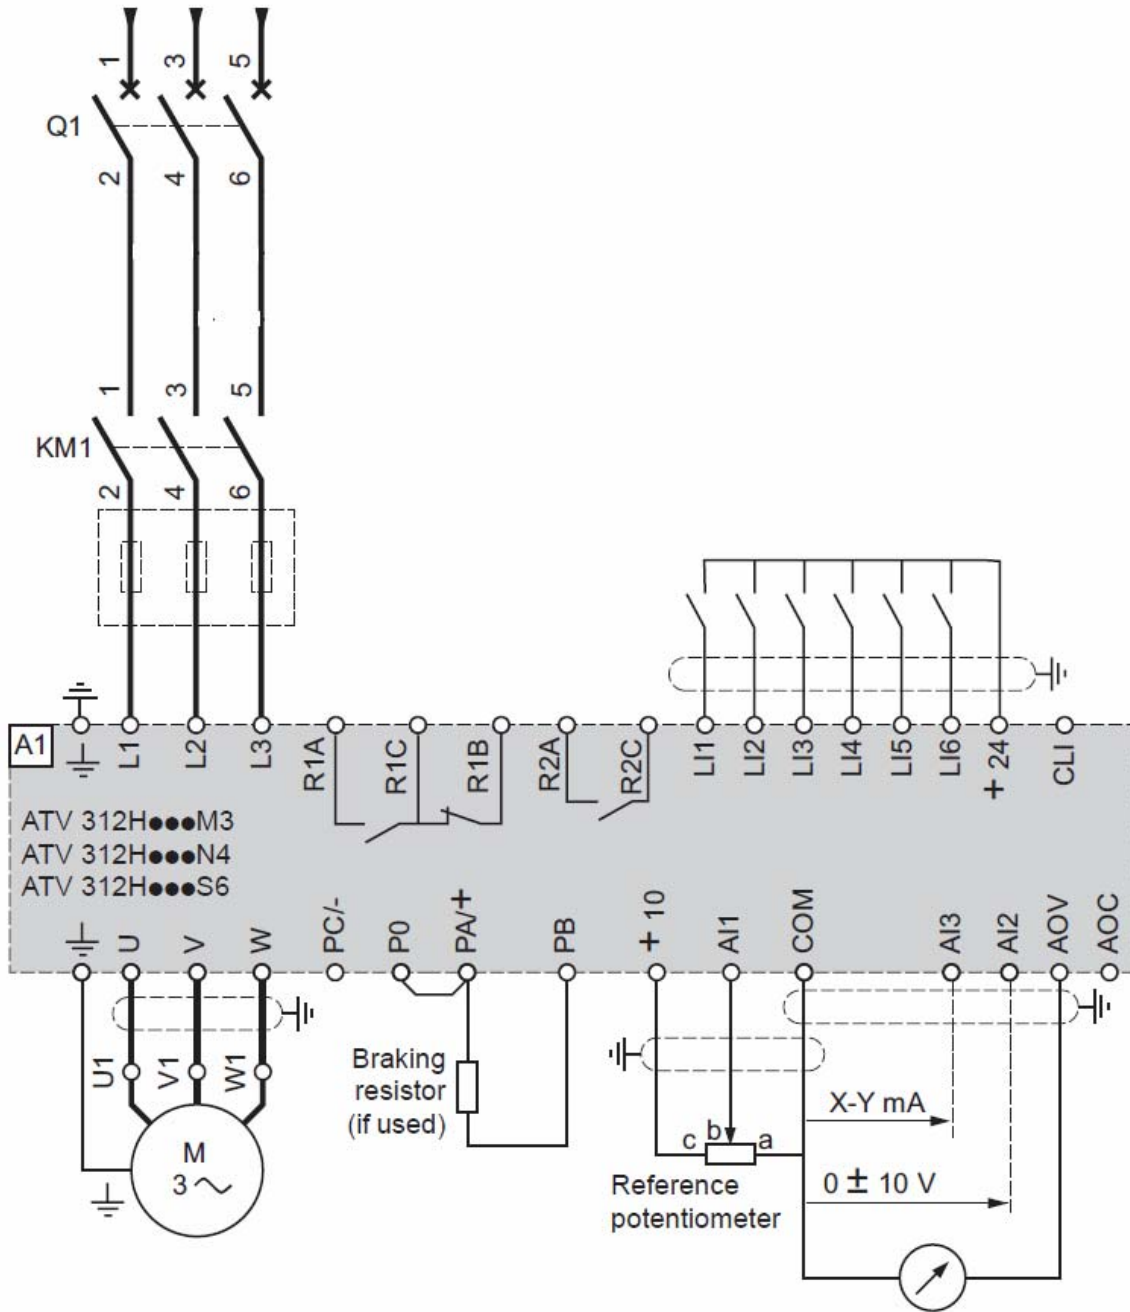 1 3 5
Q1
2 4 6
1 3 5
KM1
2 4 6
A1
L1 L2 L3 R1A R1C R1B R2A R2C LI1 LI2 LI3 LI4 LI5 LI6 + 24 CLI
ATV 312H●●●M3
ATV 312H●●●N4
ATV 312H●●●S6
U V W PC/- P0 PA/+ PB + 10 AI1 COM AI3 AI2 AOV AOC
U1 V1 W1
Braking
resistor
(if used)
X-Y mA
c b a
M
3
0 ± 10 V
Reference
potentiometer